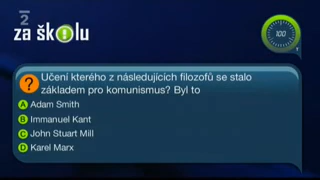 2
za školu
100
Učení kterého z následujících filozofů se stalo
základem pro komunismus? Byl to
A Adam Smith
B Immanuel Kant
C John Stuart Mill
D Karel Marx